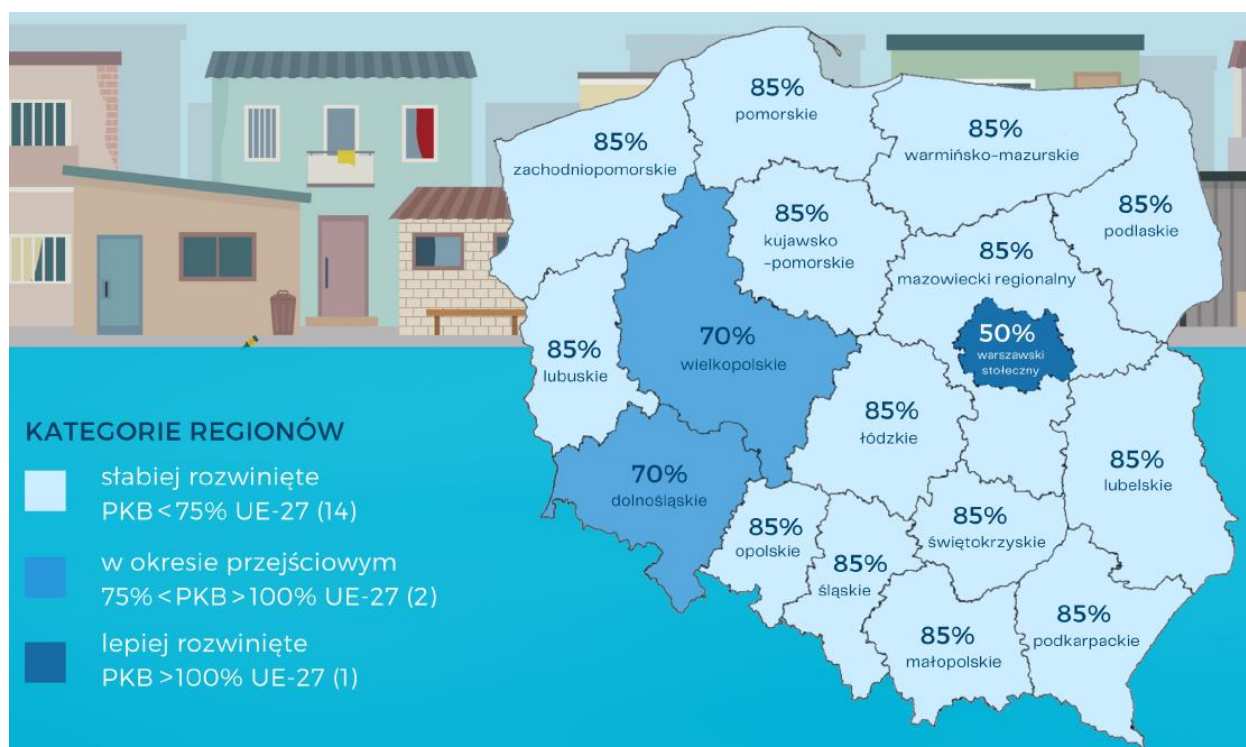 85%
pomorskie
85%
zachodniopomorskie
85%
warmińsko-mazurskie
85%
podlaskie
85%
kujawsko
-pomorskie
85%
mazowiecki regionalny
50%
warszawski
stołeczny
70%
wielkopolskie
85%
lubuskie
85%
łódzkie
85%
lubelskie
70%
dolnośląskie
85%
opolskie
85%
śląskie
85%
świętokrzyskie
85%
małopolskie
85%
podkarpackie
KATEGORIE REGIONÓW
słabiej rozwinięte
PKB < 75% UE-27 (14)
w okresie przejściowym
75% < PKB > 100% UE-27 (2)
lepiej rozwinięte
PKB > 100% UE-27 (1)